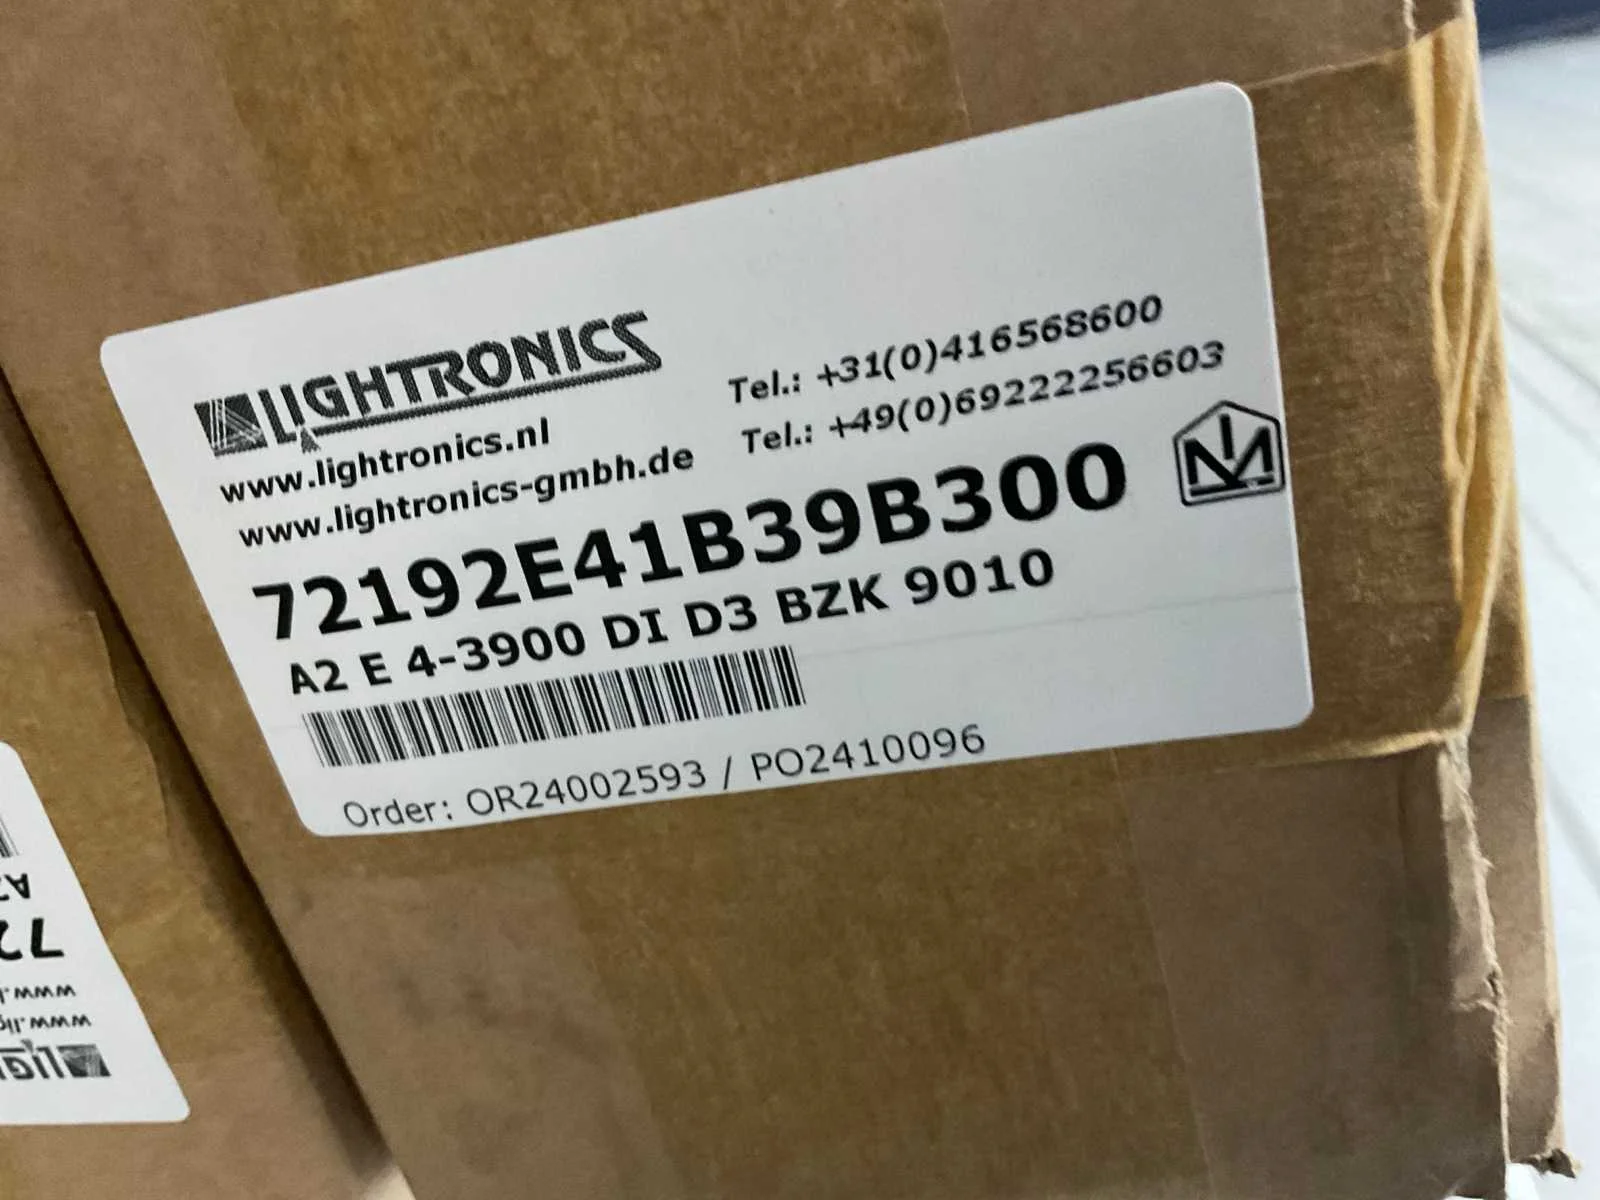 LIGHTRONICS
www.lightronics.nl
www.lightronics-gmbh.de
Tel.: +31(0)416568600
Tel.: +49(0)69222256603
72192E41B39B300
A2 E 4-3900 DI D3 BZK 9010
Order: OR24002593 / PO2410096